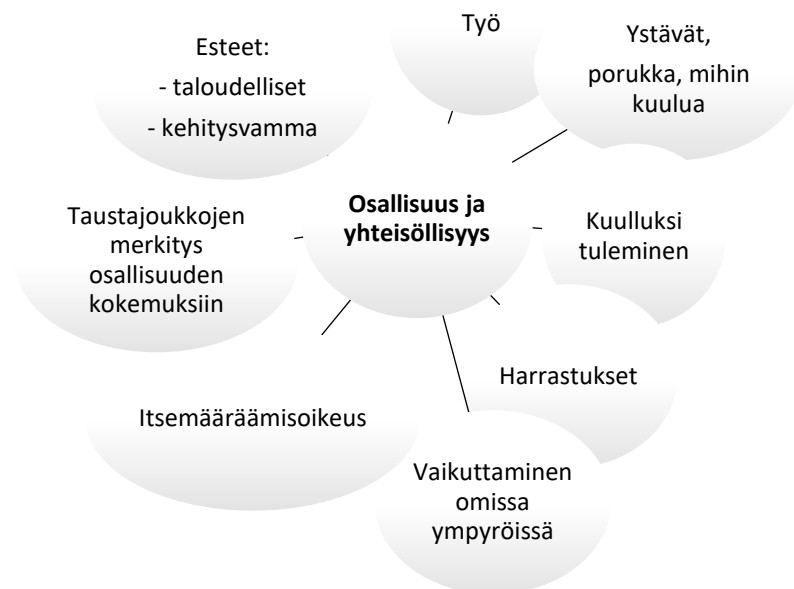 Työ
Ystävät,
porukka, mihin
kuulua
Esteet:
- taloudelliset
- kehitysvamma
Osallisuus ja
yhteisöllisyys
Kuulluksi
tuleminen
Taustajoukkojen
merkitys
osallisuuden
kokemuksiin
Harrastukset
Itsemääräämisoikeus
Vaikuttaminen
omissa
ympyröissä